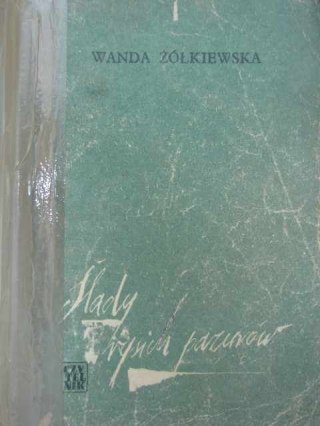 WANDA ŻÓŁKIEWSKA
Ślady
rysich pazurów
CZY
TEL
NIK